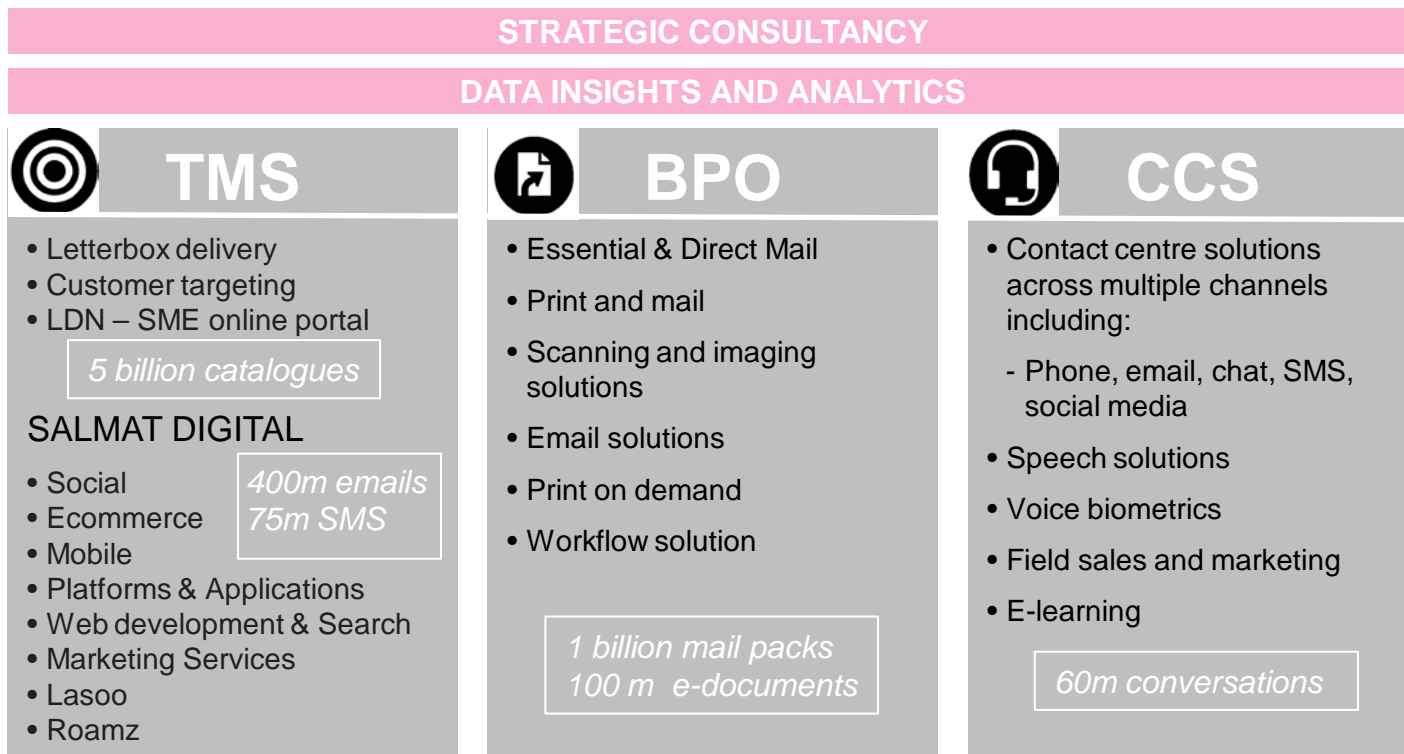 STRATEGIC CONSULTANCY
DATA INSIGHTS AND ANALYTICS
TMS
• Letterbox delivery
• Customer targeting
• LDN – SME online portal
5 billion catalogues
SALMAT DIGITAL
• Social
• Ecommerce
• Mobile
400m emails
75m SMS
• Platforms & Applications
• Web development & Search
• Marketing Services
• Lasoo
• Roamz
BPO
• Essential & Direct Mail
• Print and mail
• Scanning and imaging
solutions
• Email solutions
• Print on demand
• Workflow solution
1 billion mail packs
100 m e-documents
CCS
• Contact centre solutions
across multiple channels
including:
- Phone, email, chat, SMS,
social media
• Speech solutions
• Voice biometrics
• Field sales and marketing
• E-learning
60m conversations